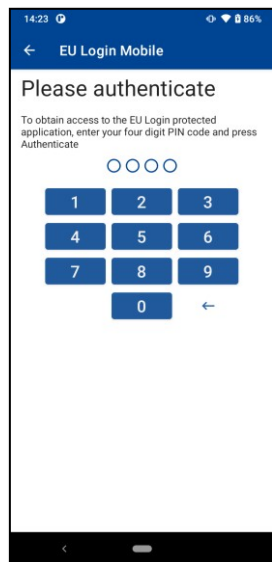 14:23 86%
← EU Login Mobile
Please authenticate
To obtain access to the EU Login protected
application, enter your four digit PIN code and press
Authenticate
1 2 3
4 5 6
7 8 9
0 ←